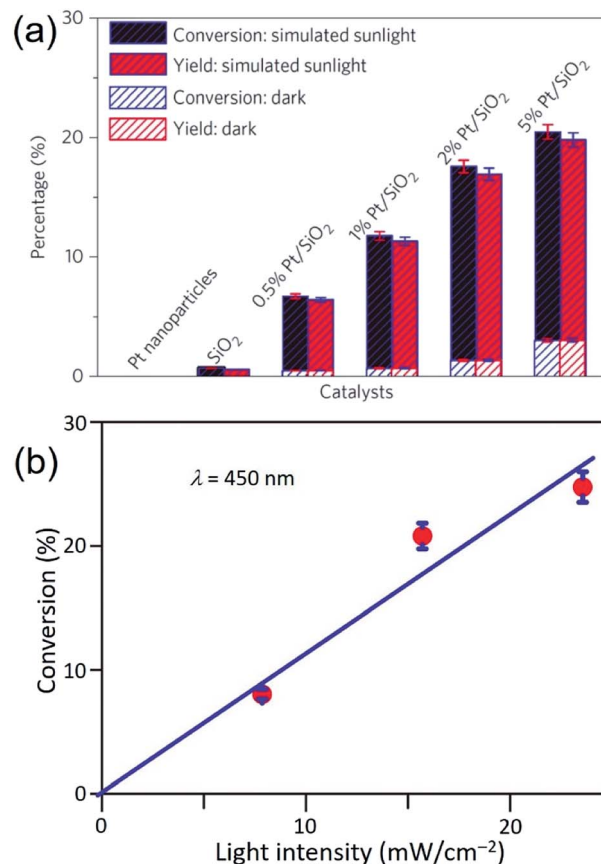 (a)
30
20
10
0
Percentage (%)
Conversion: simulated sunlight
Yield: simulated sunlight
Conversion: dark
Yield: dark
Pt nanoparticles
SiO₂
0.5% Pt/SiO₂
1% Pt/SiO₂
2% Pt/SiO₂
5% Pt/SiO₂
Catalysts
(b)
30
20
10
0
Conversion (%)
λ = 450 nm
0
10
20
Light intensity (mW/cm⁻²)